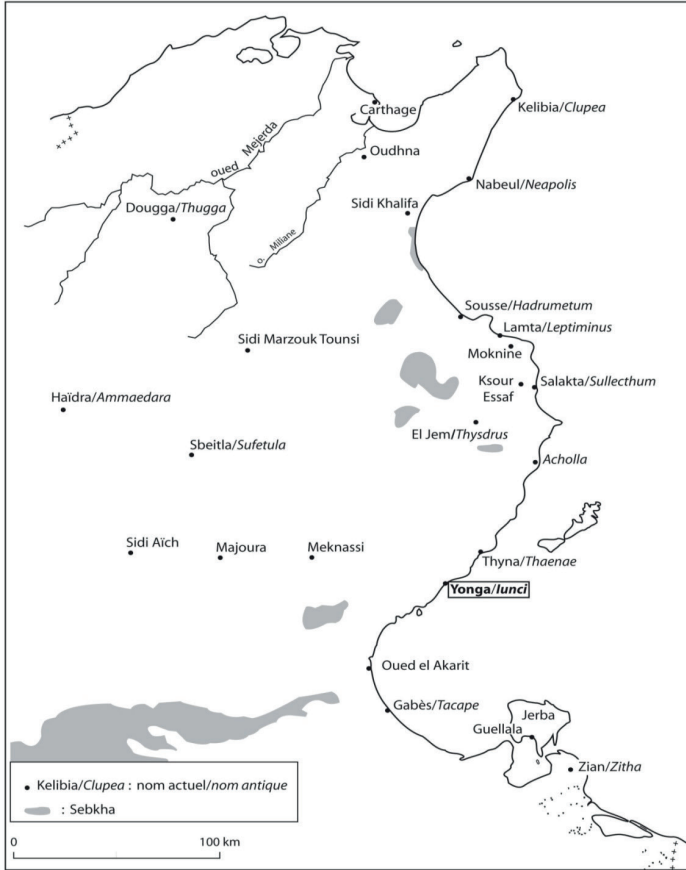 Carthage
Kelibia/Clupea
oued Mejerda
Oudhna
Nabeul/Neapolis
Dougga/Thugga
Sidi Khalifa
o. Miliane
Sousse/Hadrumetum
Lamta/Leptiminus
Sidi Marzouk Tounsi
Moknine
Ksour
Essaf
Salakta/Sullecthum
Haïdra/Ammaedara
El Jem/Thysdrus
Sbeitla/Sufetula
Acholla
Sidi Aïch
Majoura
Meknassi
Thyna/Thaenae
Yonga/Iunci
Oued el Akarit
Gabès/Tacape
Jerba
Guellala
Zian/Zitha
Kelibia/Clupea : nom actuel/nom antique
: Sebkha
0 100 km